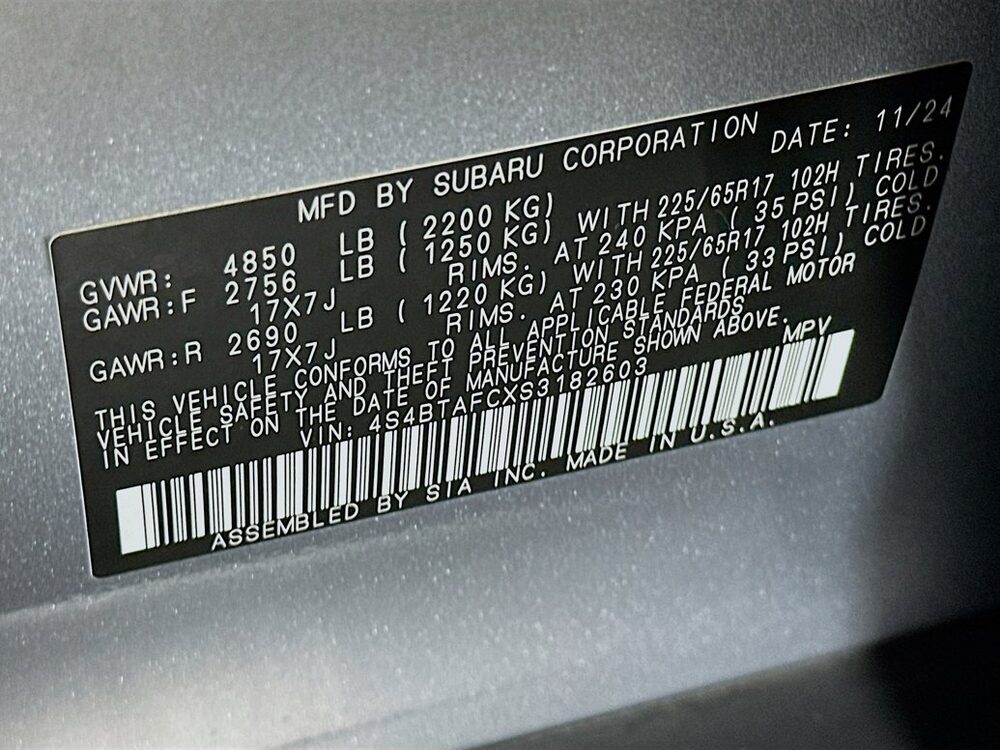 MFD BY SUBARU CORPORATION DATE: 11/24
GVWR: 4850 LB ( 2200 KG)
GAWR:F 2756 LB ( 1250 KG) WITH 225/65R17 102H TIRES.
17X7J RIMS. AT 240 KPA ( 35 PSI) COLD
GAWR:R 2690 LB ( 1220 KG) WITH 225/65R17 102H TIRES.
17X7J RIMS. AT 230 KPA ( 33 PSI) COLD
THIS VEHICLE CONFORMS TO ALL APPLICABLE FEDERAL MOTOR
VEHICLE SAFETY AND THEFT PREVENTION STANDARDS
IN EFFECT ON THE DATE OF MANUFACTURE SHOWN ABOVE.
VIN: 4S4BTAFCXS3182603 MPV
ASSEMBLED BY SIA INC. MADE IN U.S.A.